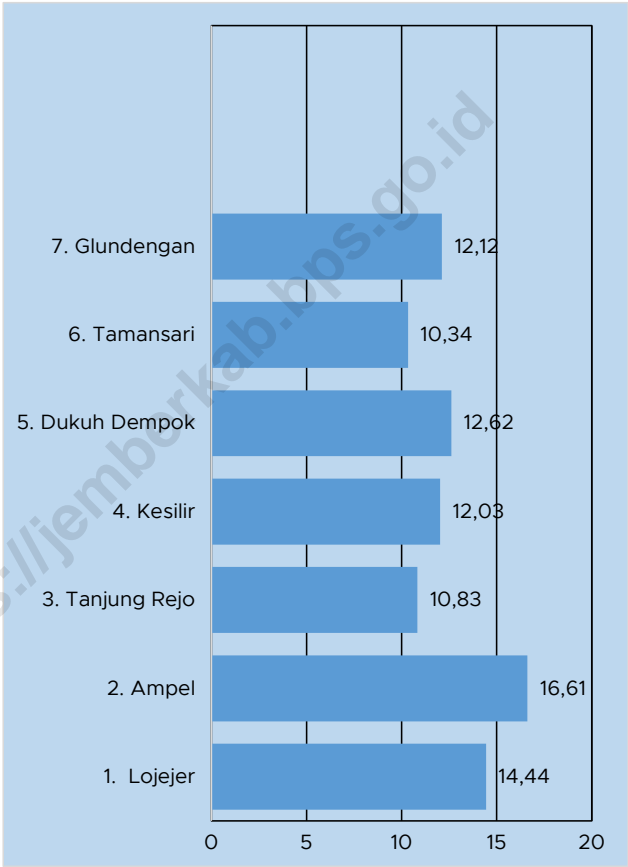 7. Glundengan 12,12
6. Tamansari 10,34
5. Dukuh Dempok 12,62
4. Kesilir 12,03
3. Tanjung Rejo 10,83
2. Ampel 16,61
1. Lojejer 14,44
0 5 10 15 20
s://jemberkab.bps.go.id